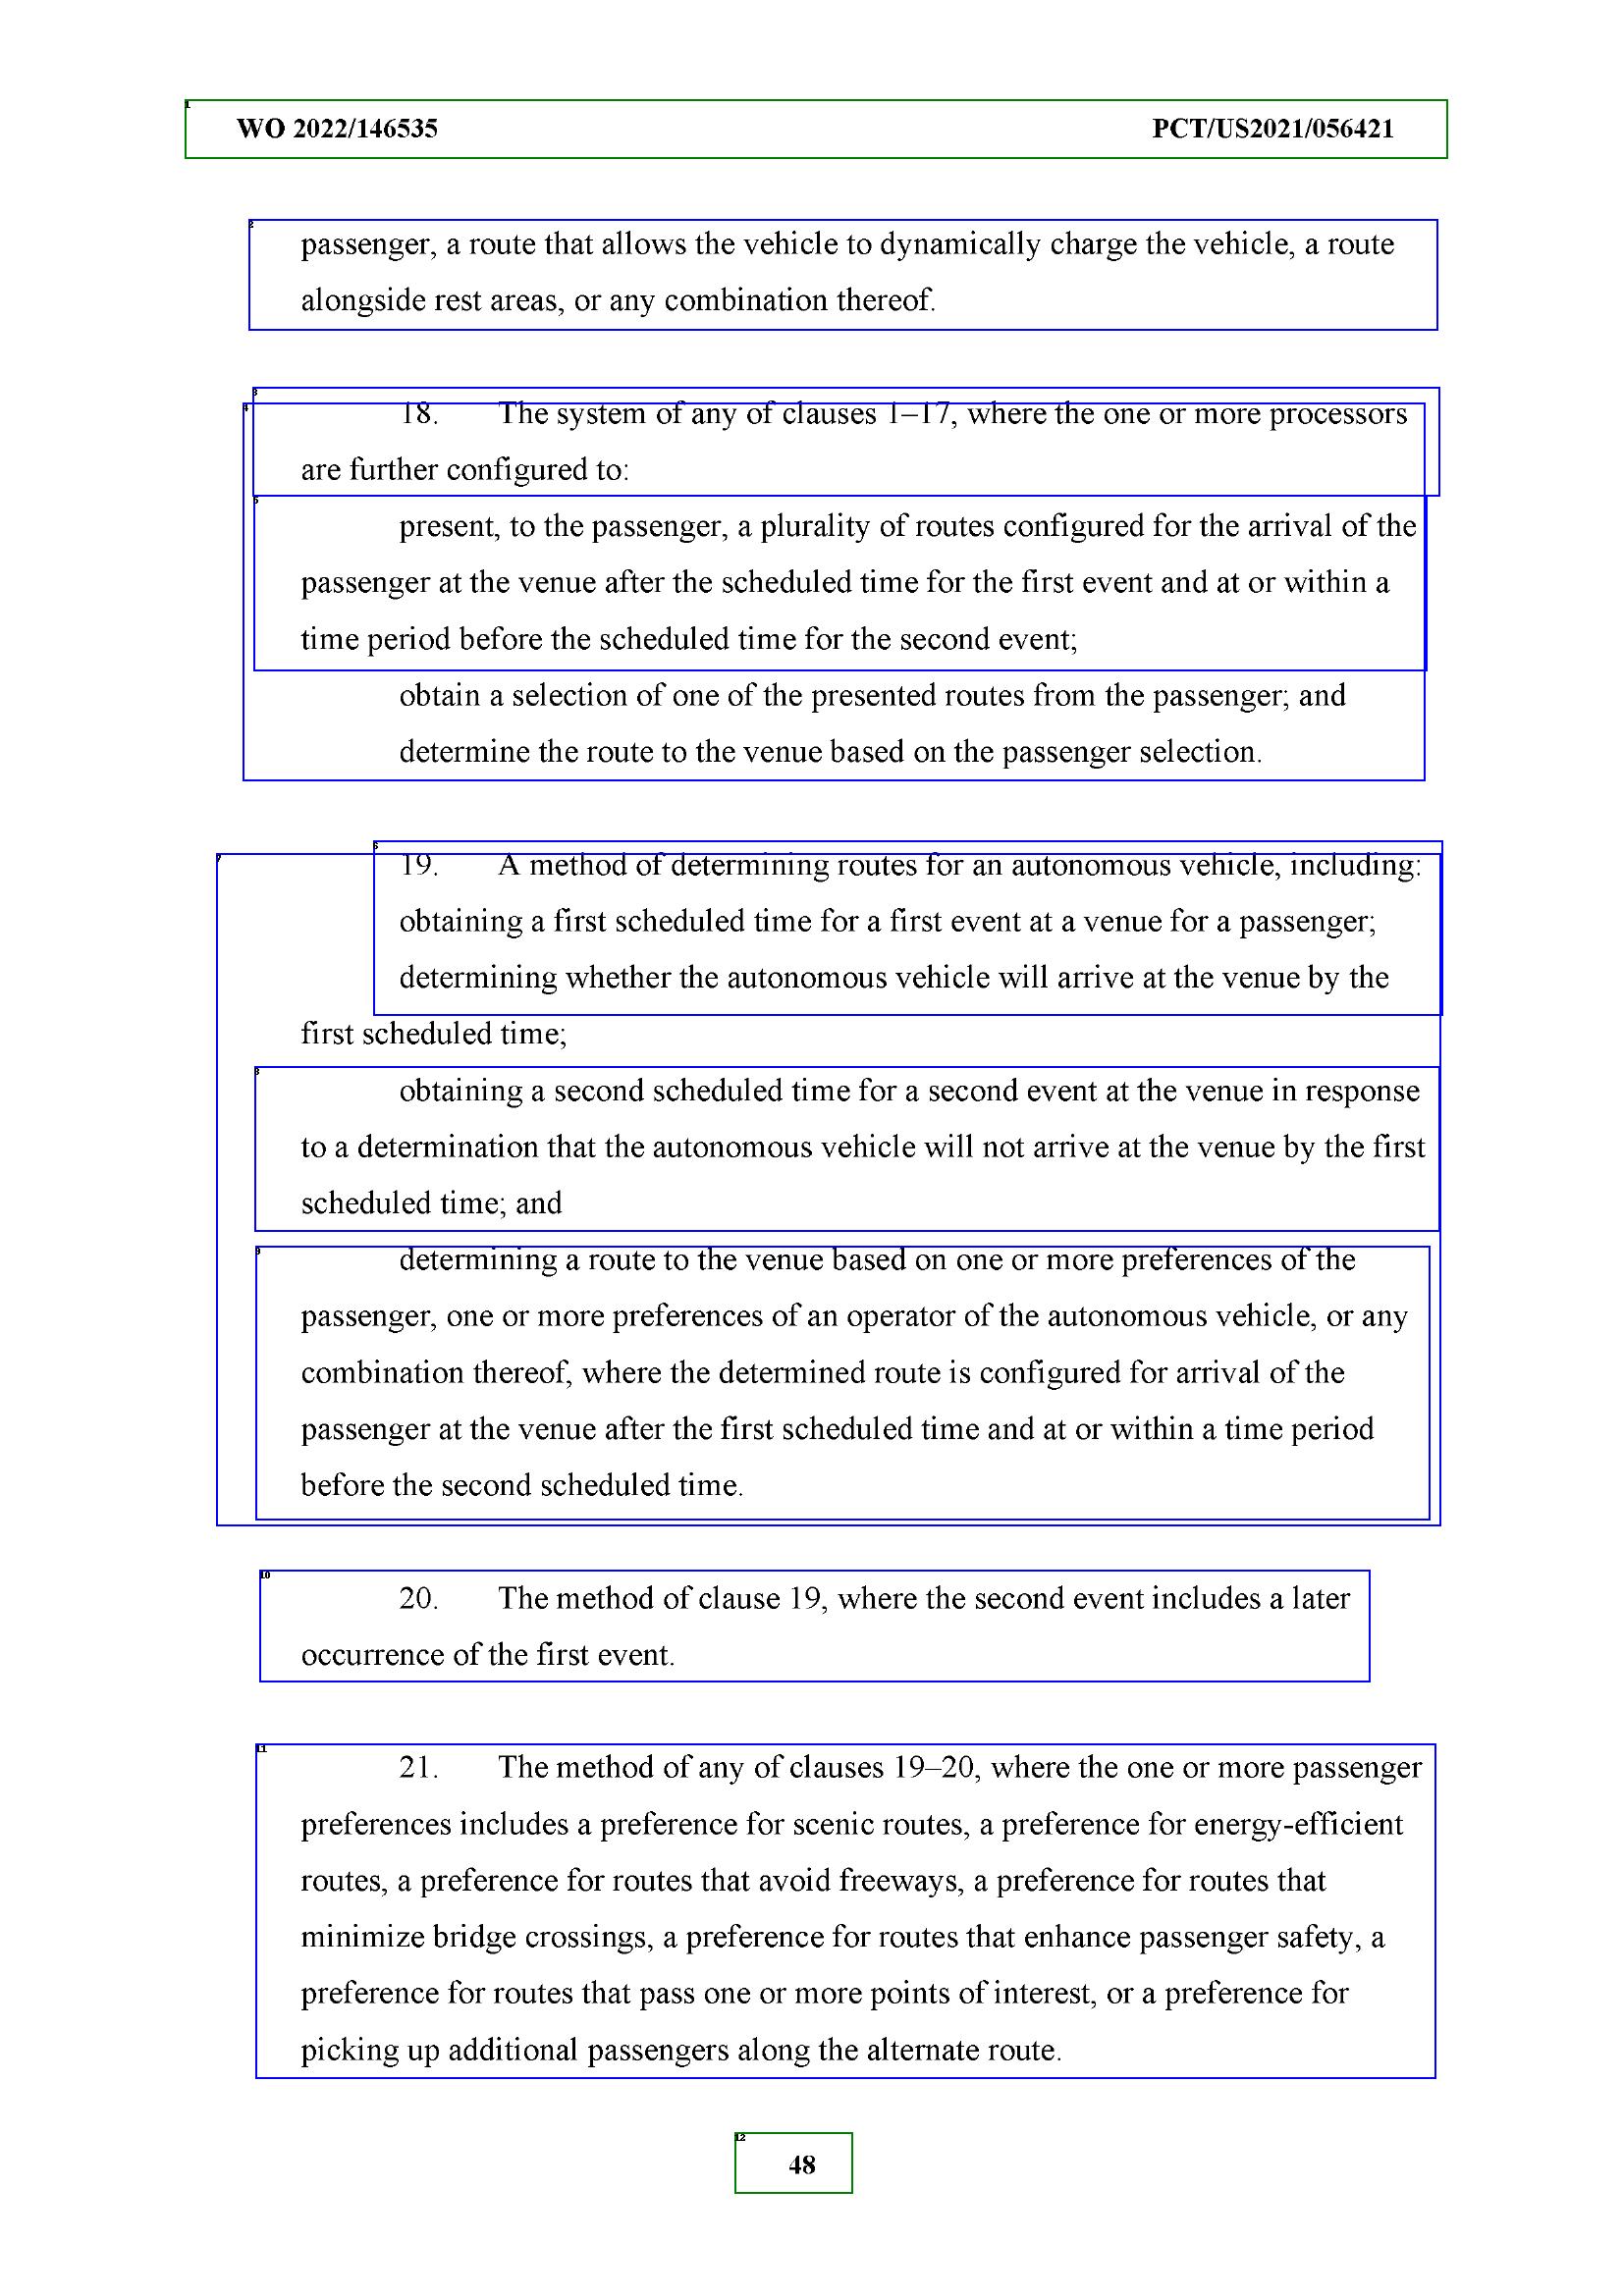 1
WO 2022/146535 PCT/US2021/056421
2
passenger, a route that allows the vehicle to dynamically charge the vehicle, a route
alongside rest areas, or any combination thereof.
3
4
18. The system of any of clauses 1–17, where the one or more processors
are further configured to:
5
present, to the passenger, a plurality of routes configured for the arrival of the
passenger at the venue after the scheduled time for the first event and at or within a
time period before the scheduled time for the second event;
obtain a selection of one of the presented routes from the passenger; and
determine the route to the venue based on the passenger selection.
6
7
19. A method of determining routes for an autonomous vehicle, including:
obtaining a first scheduled time for a first event at a venue for a passenger;
determining whether the autonomous vehicle will arrive at the venue by the
first scheduled time;
8
obtaining a second scheduled time for a second event at the venue in response
to a determination that the autonomous vehicle will not arrive at the venue by the first
scheduled time; and
9
determining a route to the venue based on one or more preferences of the
passenger, one or more preferences of an operator of the autonomous vehicle, or any
combination thereof, where the determined route is configured for arrival of the
passenger at the venue after the first scheduled time and at or within a time period
before the second scheduled time.
10
20. The method of clause 19, where the second event includes a later
occurrence of the first event.
11
21. The method of any of clauses 19–20, where the one or more passenger
preferences includes a preference for scenic routes, a preference for energy-efficient
routes, a preference for routes that avoid freeways, a preference for routes that
minimize bridge crossings, a preference for routes that enhance passenger safety, a
preference for routes that pass one or more points of interest, or a preference for
picking up additional passengers along the alternate route.
12
48